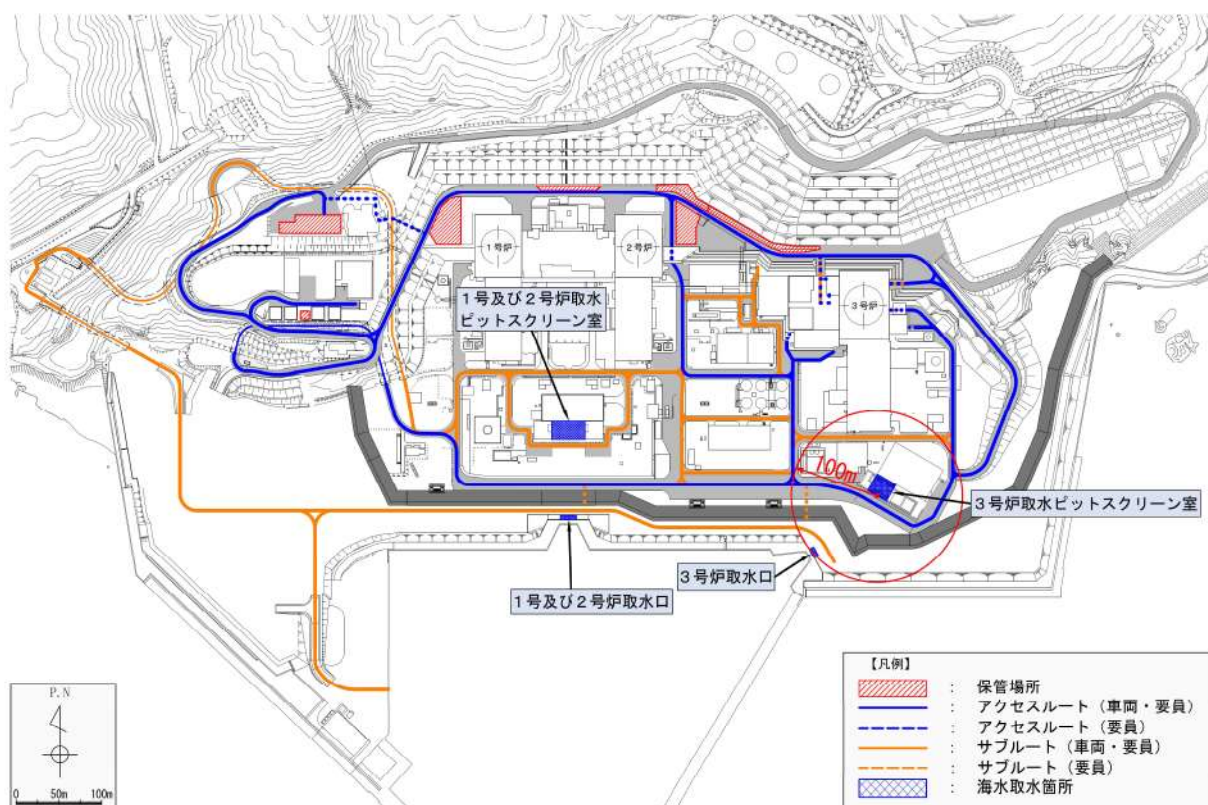 1号炉
2号炉
3号炉
1号及び2号炉取水
ピットスクリーン室
100m
3号炉取水ピットスクリーン室
3号炉取水口
1号及び2号炉取水口
【凡例】
: 保管場所
: アクセスルート（車両・要員）
: アクセスルート（要員）
: サブルート（車両・要員）
: サブルート（要員）
: 海水取水箇所
P.N
0 50m 100m